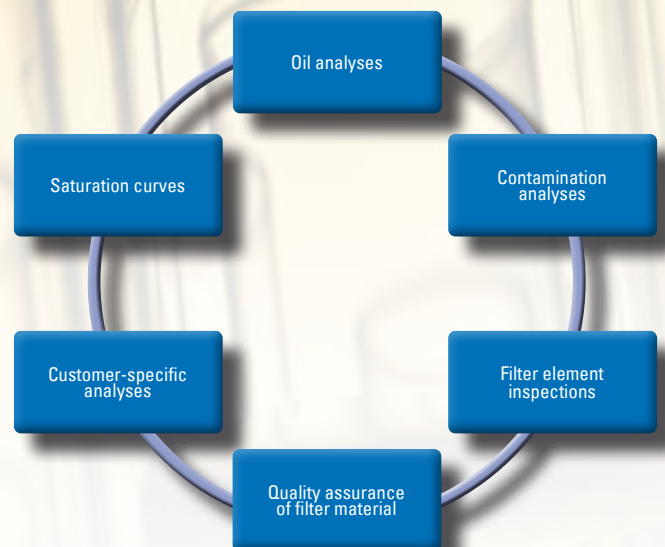 Oil analyses
Contamination
analyses
Filter element
inspections
Quality assurance
of filter material
Customer-specific
analyses
Saturation curves